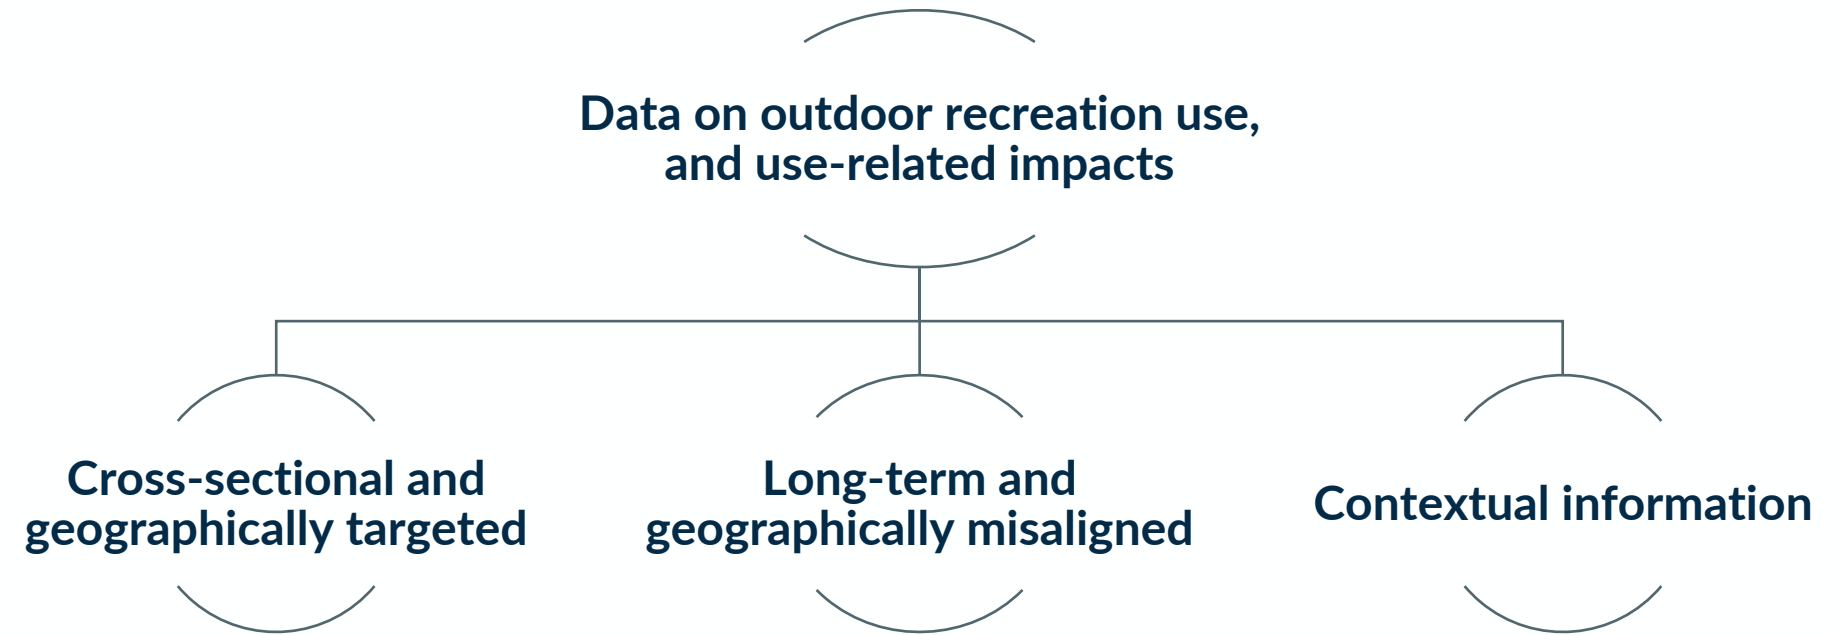 Data on outdoor recreation use,
and use-related impacts
Cross-sectional and
geographically targeted
Long-term and
geographically misaligned
Contextual information